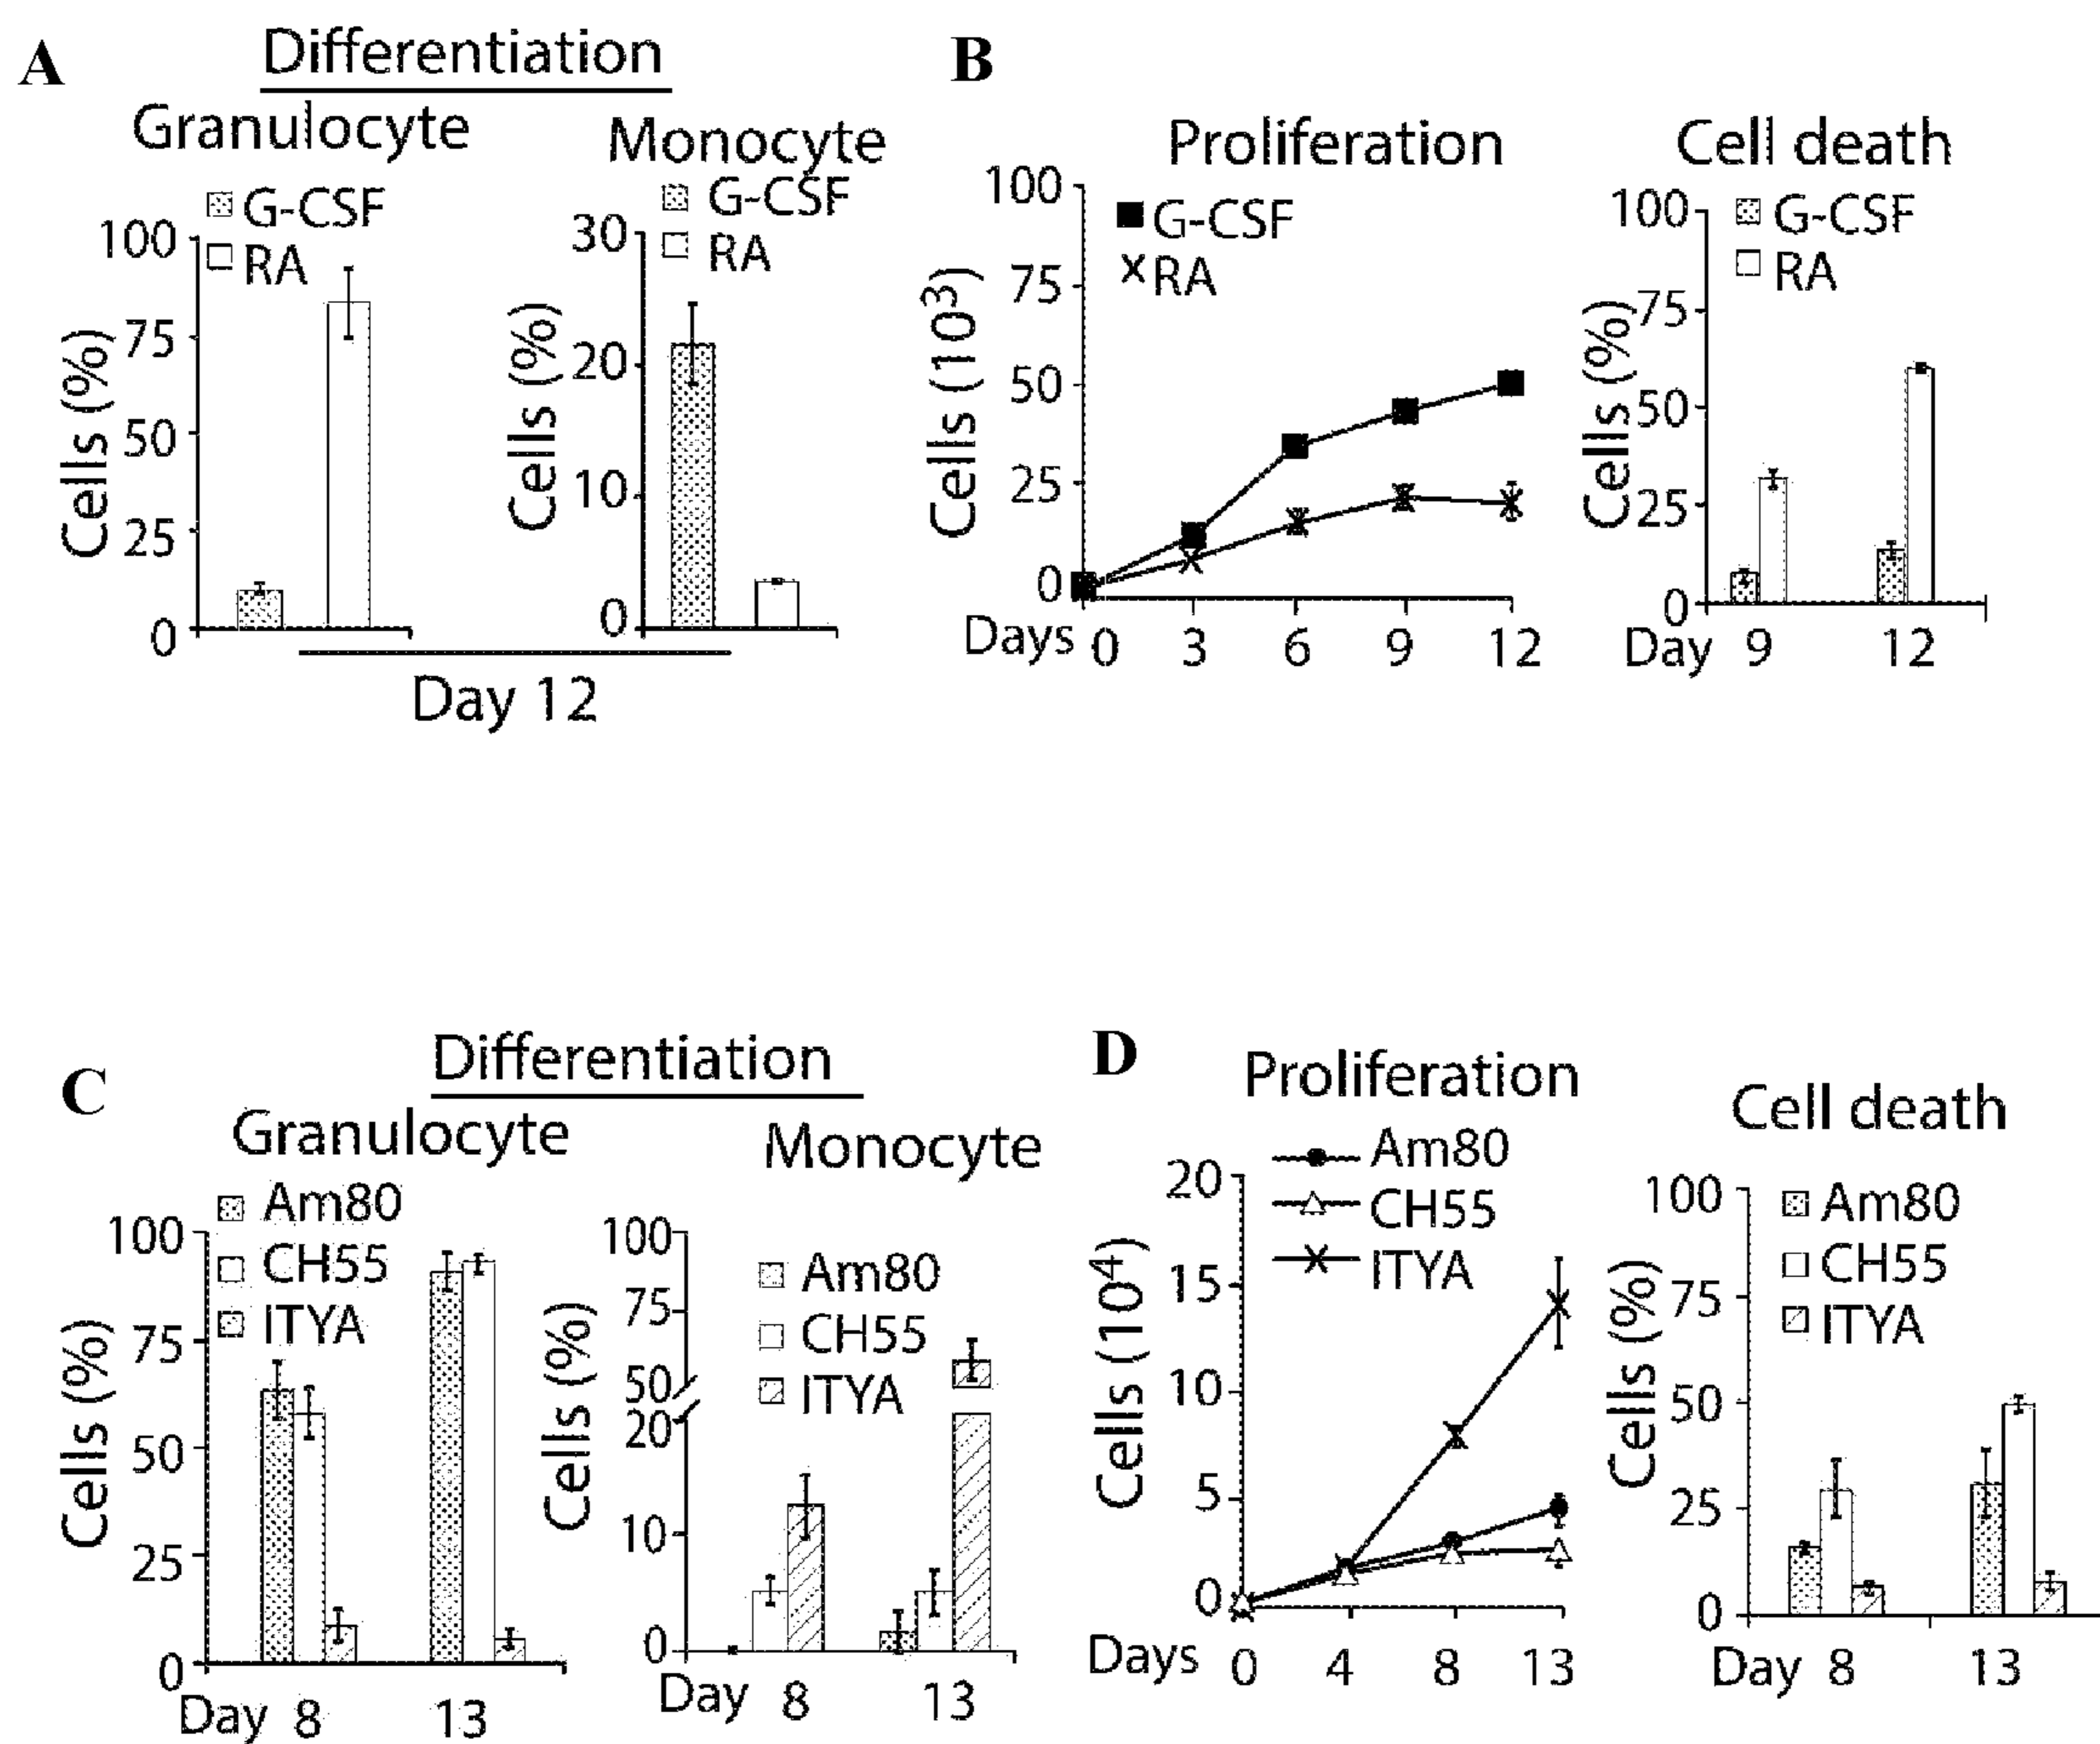 A
Differentiation
Granulocyte
G-CSF
RA
Cells (%)
100
75
50
25
0
Monocyte
G-CSF
RA
Cells (%)
30
20
10
0
Day 12
B
Proliferation
G-CSF
RA
Cells (10³)
100
75
50
25
0
Days 0 3 6 9 12
Cell death
G-CSF
RA
Cells (%)
100
75
50
25
0
Day 9 12
C
Differentiation
Granulocyte
Am80
CH55
ITYA
Cells (%)
100
75
50
25
0
Day 8 13
Monocyte
Am80
CH55
ITYA
Cells (%)
100
75
50
20
10
0
Day 8 13
D
Proliferation
Am80
CH55
ITYA
Cells (10⁴)
20
15
10
5
0
Days 0 4 8 13
Cell death
Am80
CH55
ITYA
Cells (%)
100
75
50
25
0
Day 8 13